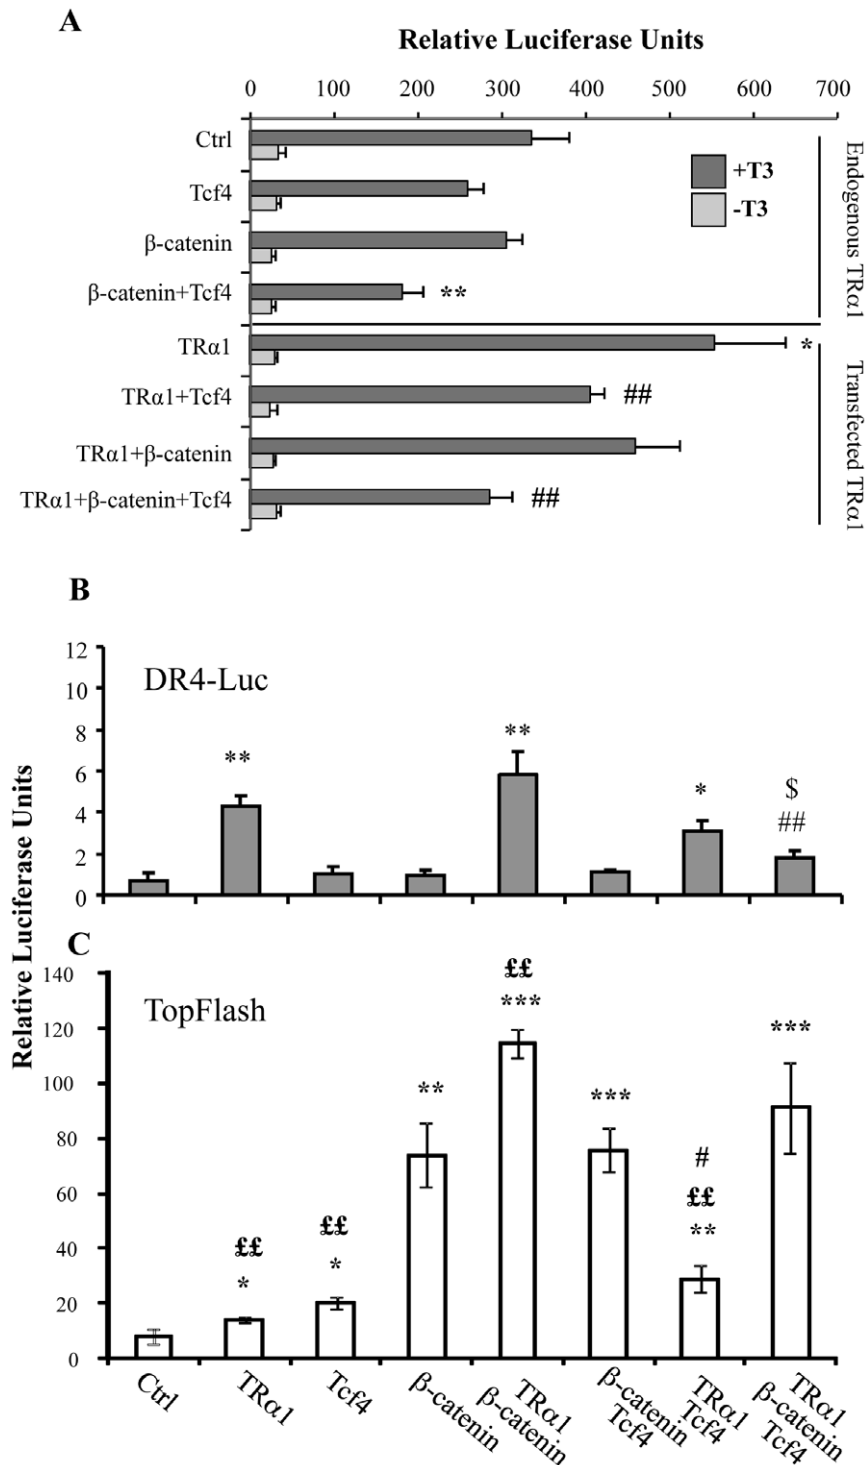 A
Relative Luciferase Units
0 100 200 300 400 500 600 700
Ctrl
Tcf4
β-catenin
β-catenin+Tcf4
**
TRα1
*
TRα1+Tcf4
##
TRα1+β-catenin
TRα1+β-catenin+Tcf4
##
+T3
-T3
Endogenous TRα1
Transfected TRα1
B
Relative Luciferase Units
DR4-Luc
12
10
8
6
4
2
0
**
**
*
$
##
C
TopFlash
140
120
100
80
60
40
20
0
££
*
££
*
**
££
***
***
#
££
**
***
Ctrl
TRα1
Tcf4
β-catenin
TRα1
β-catenin
β-catenin
Tcf4
TRα1
Tcf4
TRα1
β-catenin
Tcf4